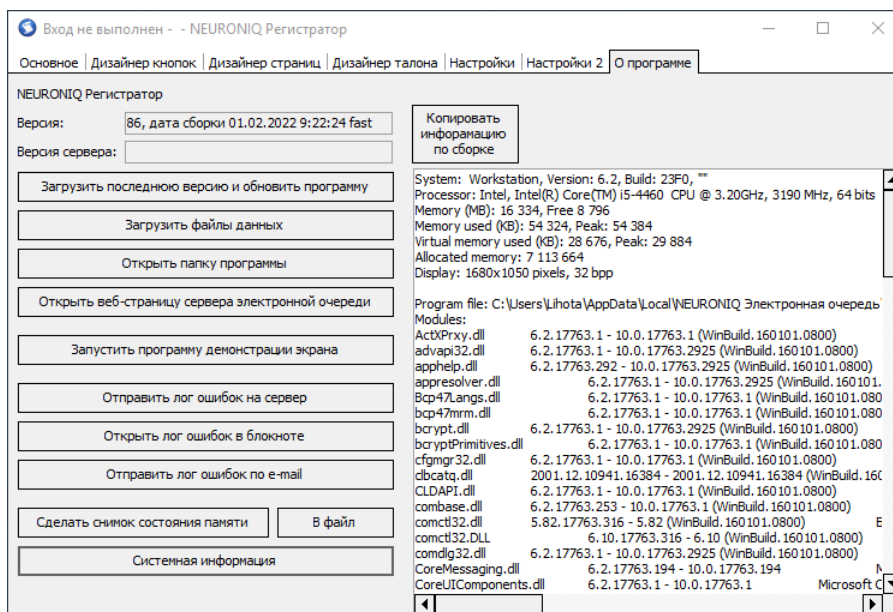 Вход не выполнен - - NEURONIQ Регистратор
Основное Дизайнер кнопок Дизайнер страниц Дизайнер талона Настройки Настройки 2 О программе
NEURONIQ Регистратор
Версия: 86, дата сборки 01.02.2022 9:22:24 fast
Версия сервера:
Загрузить последнюю версию и обновить программу
Загрузить файлы данных
Открыть папку программы
Открыть веб-страницу сервера электронной очереди
Запустить программу демонстрации экрана
Отправить лог ошибок на сервер
Открыть лог ошибок в блокноте
Отправить лог ошибок по e-mail
Сделать снимок состояния памяти
В файл
Системная информация
Копировать
инфорамацию
по сборке
System: Workstation, Version: 6.2, Build: 23F0, ""
Processor: Intel, Intel(R) Core(TM) i5-4460 CPU @ 3.20GHz, 3190 MHz, 64 bits
Memory (MB): 16 334, Free 8 796
Memory used (KB): 54 324, Peak: 54 384
Virtual memory used (KB): 28 676, Peak: 29 884
Allocated memory: 7 113 664
Display: 1680x1050 pixels, 32 bpp
Program file: C:\Users\Lihota\AppData\Local\NEURONIQ Электронная очередь\
Modules:
ActXPrxy.dll 6.2.17763.1 - 10.0.17763.1 (WinBuild.160101.0800)
advapi32.dll 6.2.17763.1 - 10.0.17763.2925 (WinBuild.160101.0800)
apphelp.dll 6.2.17763.292 - 10.0.17763.2925 (WinBuild.160101.0800)
appresolver.dll 6.2.17763.1 - 10.0.17763.2925 (WinBuild.160101.
Bcp47Langs.dll 6.2.17763.1 - 10.0.17763.1 (WinBuild.160101.080
bcp47mrm.dll 6.2.17763.1 - 10.0.17763.1 (WinBuild.160101.080
bcrypt.dll 6.2.17763.1 - 10.0.17763.2925 (WinBuild.160101.0800)
bcryptPrimitives.dll 6.2.17763.1 - 10.0.17763.1 (WinBuild.160101.080
cfgmgr32.dll 6.2.17763.1 - 10.0.17763.1 (WinBuild.160101.0800)
clbcatq.dll 2001.12.10941.16384 - 2001.12.10941.16384 (WinBuild.160
CLDAPI.dll 6.2.17763.1 - 10.0.17763.1 (WinBuild.160101.0800)
combase.dll 6.2.17763.253 - 10.0.17763.1 (WinBuild.160101.0800)
comctl32.dll 5.82.17763.316 - 5.82 (WinBuild.160101.0800) E
comctl32.DLL 6.10.17763.316 - 6.10 (WinBuild.160101.0800)
comdlg32.dll 6.2.17763.1 - 10.0.17763.2925 (WinBuild.160101.0800)
CoreMessaging.dll 6.2.17763.194 - 10.0.17763.194
CoreUIComponents.dll 6.2.17763.1 - 10.0.17763.1 Microsoft C